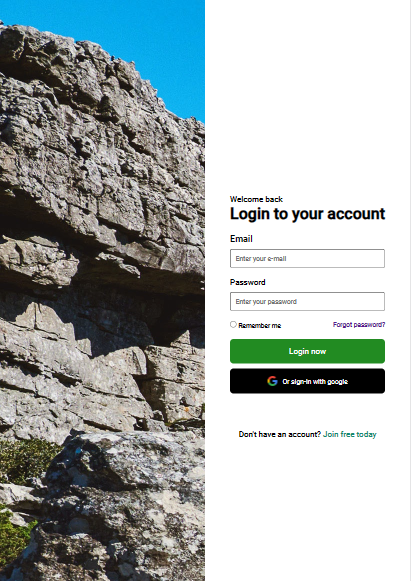 Welcome back
Login to your account
Email
Enter your e-mail
Password
Enter your password
Remember me Forgot password?
Login now
Or sign-in with google
Don't have an account? Join free today